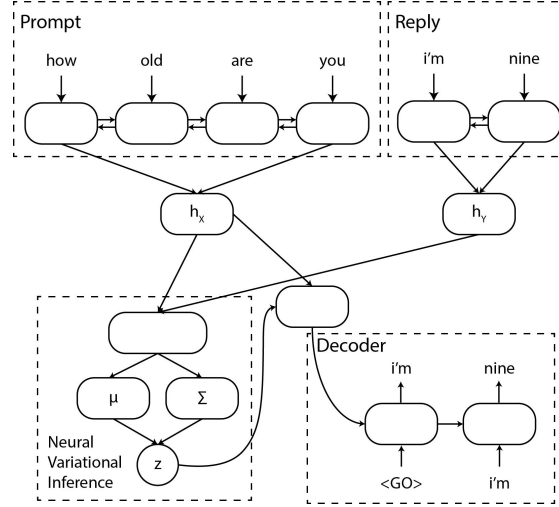 Prompt
Reply
how old are you
i'm nine
h_X
h_Y
Decoder
i'm nine
μ Σ
Neural
Variational
Inference
z
<GO> i'm